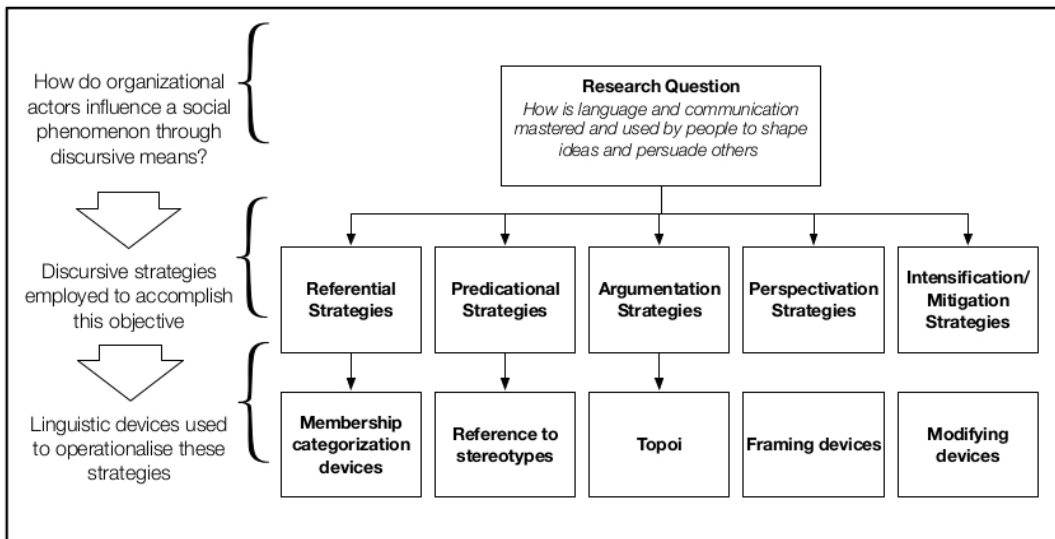 How do organizational
actors influence a social
phenomenon through
discursive means?
Research Question
How is language and communication
mastered and used by people to shape
ideas and persuade others
Discursive strategies
employed to accomplish
this objective
Referential
Strategies
Predicational
Strategies
Argumentation
Strategies
Perspectivation
Strategies
Intensification/
Mitigation
Strategies
Linguistic devices used
to operationalise these
strategies
Membership
categorization
devices
Reference to
stereotypes
Topoi
Framing devices
Modifying
devices